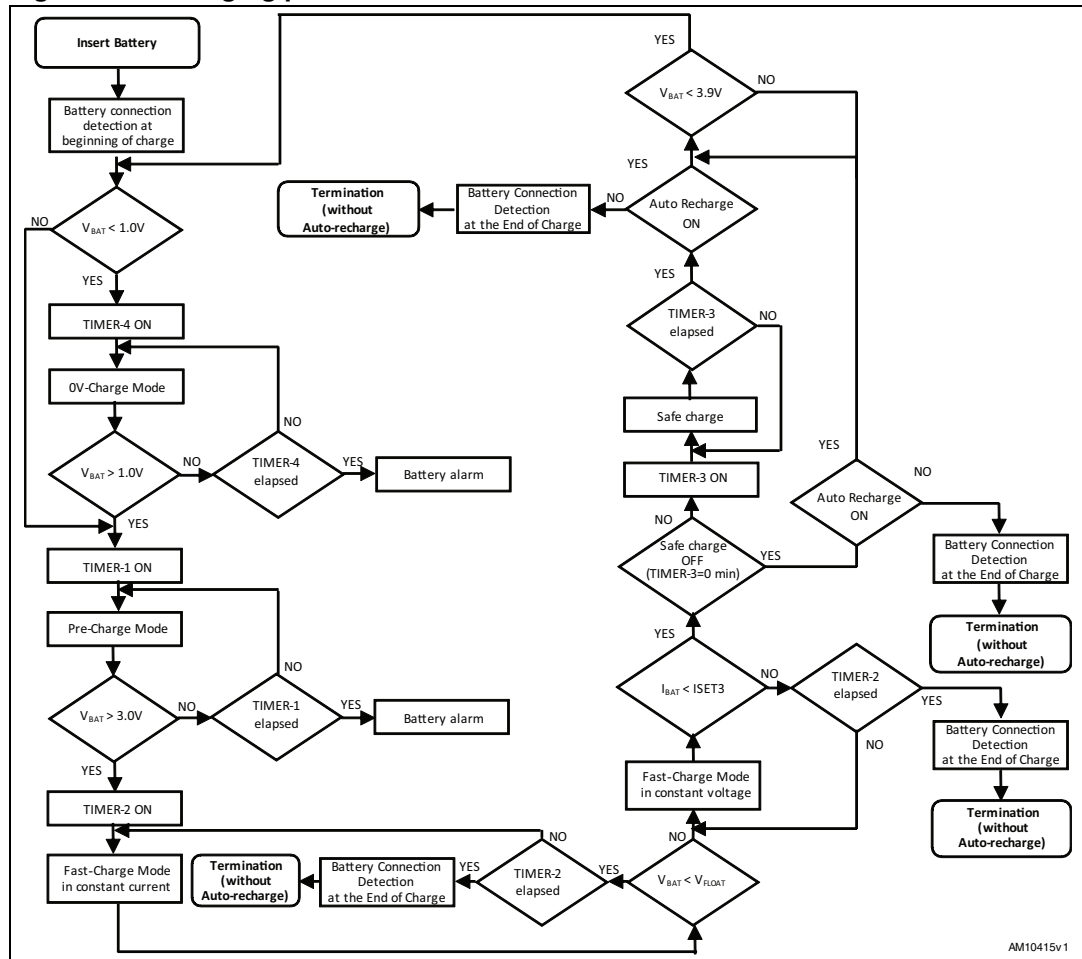 Insert Battery
Battery connection
detection at
beginning of charge
NO
VBAT < 1.0V
YES
TIMER-4 ON
0V-Charge Mode
NO
VBAT > 1.0V
NO
TIMER-4
elapsed
YES
Battery alarm
YES
TIMER-1 ON
Pre-Charge Mode
NO
VBAT > 3.0V
NO
TIMER-1
elapsed
YES
Battery alarm
YES
TIMER-2 ON
Fast-Charge Mode
in constant current
YES
VBAT < 3.9V
NO
YES
Termination
(without
Auto-recharge)
Battery Connection
Detection
at the End of Charge
NO
Auto Recharge
ON
YES
TIMER-3
elapsed
NO
Safe charge
TIMER-3 ON
NO
Safe charge
OFF
(TIMER-3=0 min)
YES
YES
Auto Recharge
ON
NO
Battery Connection
Detection
at the End of Charge
Termination
(without
Auto-recharge)
YES
IBAT < ISET3
NO
TIMER-2
elapsed
YES
NO
Battery Connection
Detection
at the End of Charge
Termination
(without
Auto-recharge)
Fast-Charge Mode
in constant voltage
NO
VBAT < VFLOAT
YES
NO
TIMER-2
elapsed
YES
Battery Connection
Detection
at the End of Charge
Termination
(without
Auto-recharge)
AM10415v1